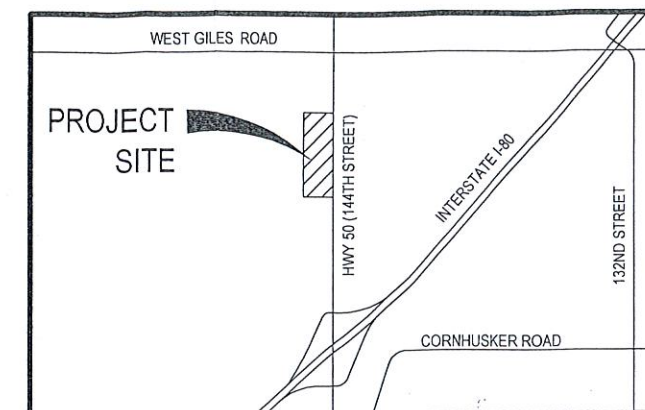 WEST GILES ROAD
PROJECT
SITE
HWY 50 (144TH STREET)
INTERSTATE I-80
132ND STREET
CORNHUSKER ROAD